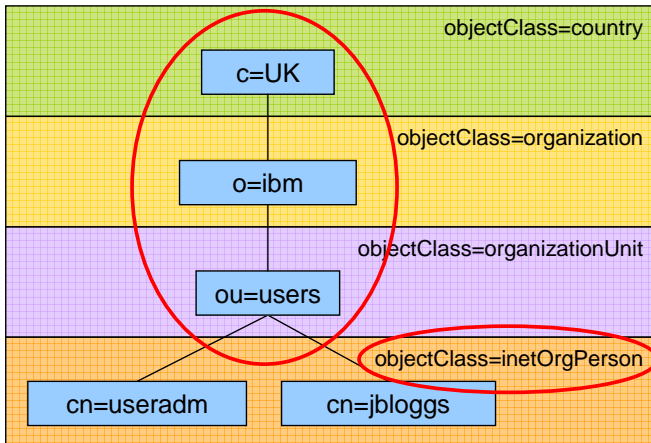 objectClass=country
c=UK
objectClass=organization
o=ibm
objectClass=organizationUnit
ou=users
objectClass=inetOrgPerson
cn=useradm
cn=jbloggs